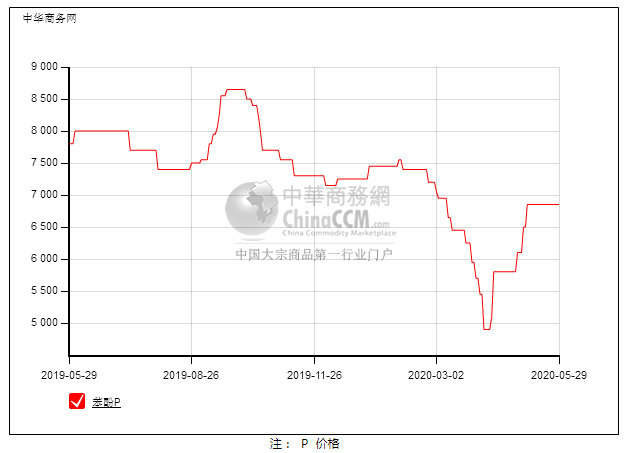 中华商务网
9 000
8 500
8 000
7 500
7 000
6 500
6 000
5 500
5 000
中華商務網
ChinaCCM.com
China Commodity Marketplace
中国大宗商品第一行业门户
2019-05-29
2019-08-26
2019-11-26
2020-03-02
2020-05-29
苯酚P
注： P 价格